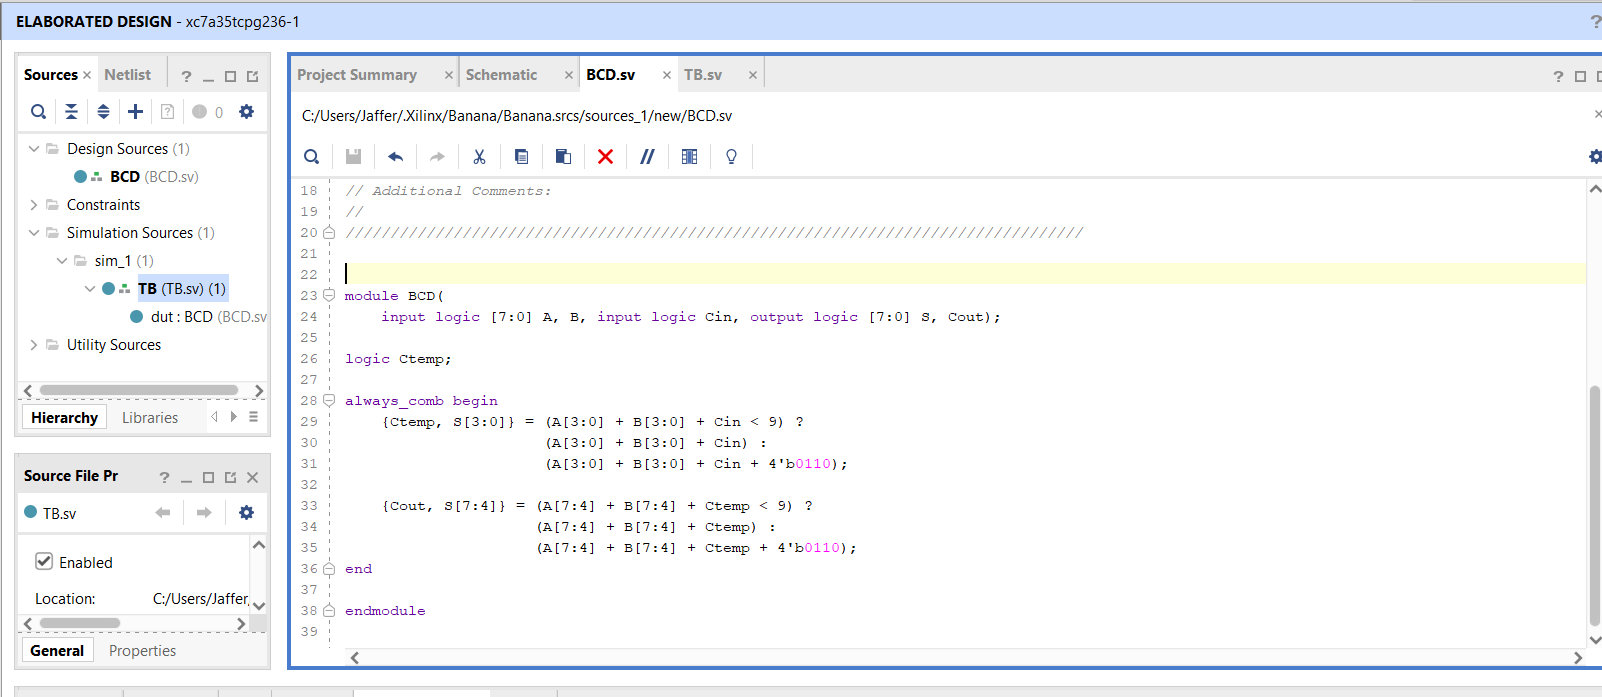 ELABORATED DESIGN - xc7a35tcpg236-1
Sources Netlist
0
Design Sources (1)
BCD (BCD.sv)
Constraints
Simulation Sources (1)
sim_1 (1)
TB (TB.sv) (1)
dut : BCD (BCD.sv
Utility Sources
Hierarchy Libraries
Source File Pr
TB.sv
Enabled
Location: C:/Users/Jaffer,
General Properties
Project Summary Schematic BCD.sv TB.sv
C:/Users/Jaffer/.Xilinx/Banana/Banana.srcs/sources_1/new/BCD.sv
18 // Additional Comments:
19 //
20 //////////////////////////////////////////////////////////////////////////////////
21
22
23 module BCD(
24     input logic [7:0] A, B, input logic Cin, output logic [7:0] S, Cout);
25
26 logic Ctemp;
27
28 always_comb begin
29     {Ctemp, S[3:0]} = (A[3:0] + B[3:0] + Cin < 9) ?
30                       (A[3:0] + B[3:0] + Cin) :
31                       (A[3:0] + B[3:0] + Cin + 4'b0110);
32
33     {Cout, S[7:4]} = (A[7:4] + B[7:4] + Ctemp < 9) ?
34                      (A[7:4] + B[7:4] + Ctemp) :
35                      (A[7:4] + B[7:4] + Ctemp + 4'b0110);
36 end
37
38 endmodule
39